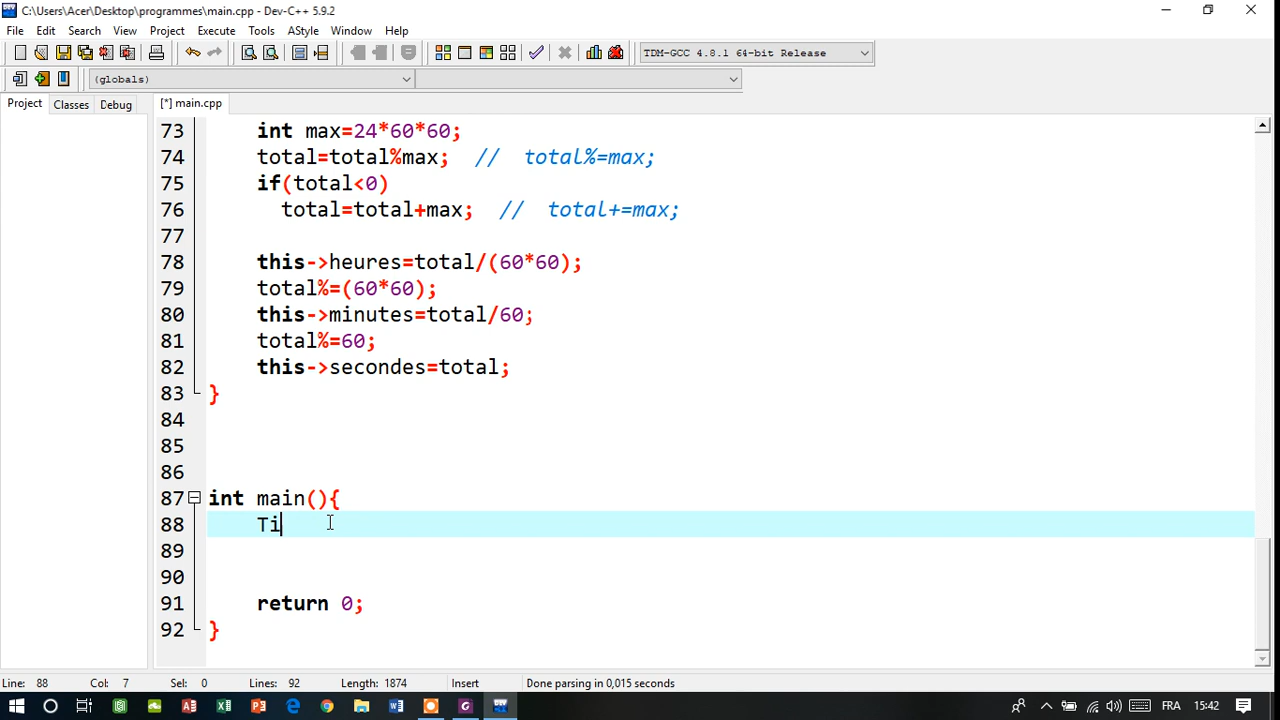 C:\Users\Acer\Desktop\programmes\main.cpp - Dev-C++ 5.9.2
File Edit Search View Project Execute Tools AStyle Window Help
TDM-GCC 4.8.1 64-bit Release
(globals)
Project Classes Debug [*] main.cpp
73 int max=24*60*60;
74 total=total%max; // total%=max;
75 if(total<0)
76 total=total+max; // total+=max;
77
78 this->heures=total/(60*60);
79 total%=(60*60);
80 this->minutes=total/60;
81 total%=60;
82 this->secondes=total;
83 }
84
85
86
87 int main(){
88 Ti
89
90
91 return 0;
92 }
Line: 88 Col: 7 Sel: 0 Lines: 92 Length: 1874 Insert Done parsing in 0,015 seconds
FRA 15:42